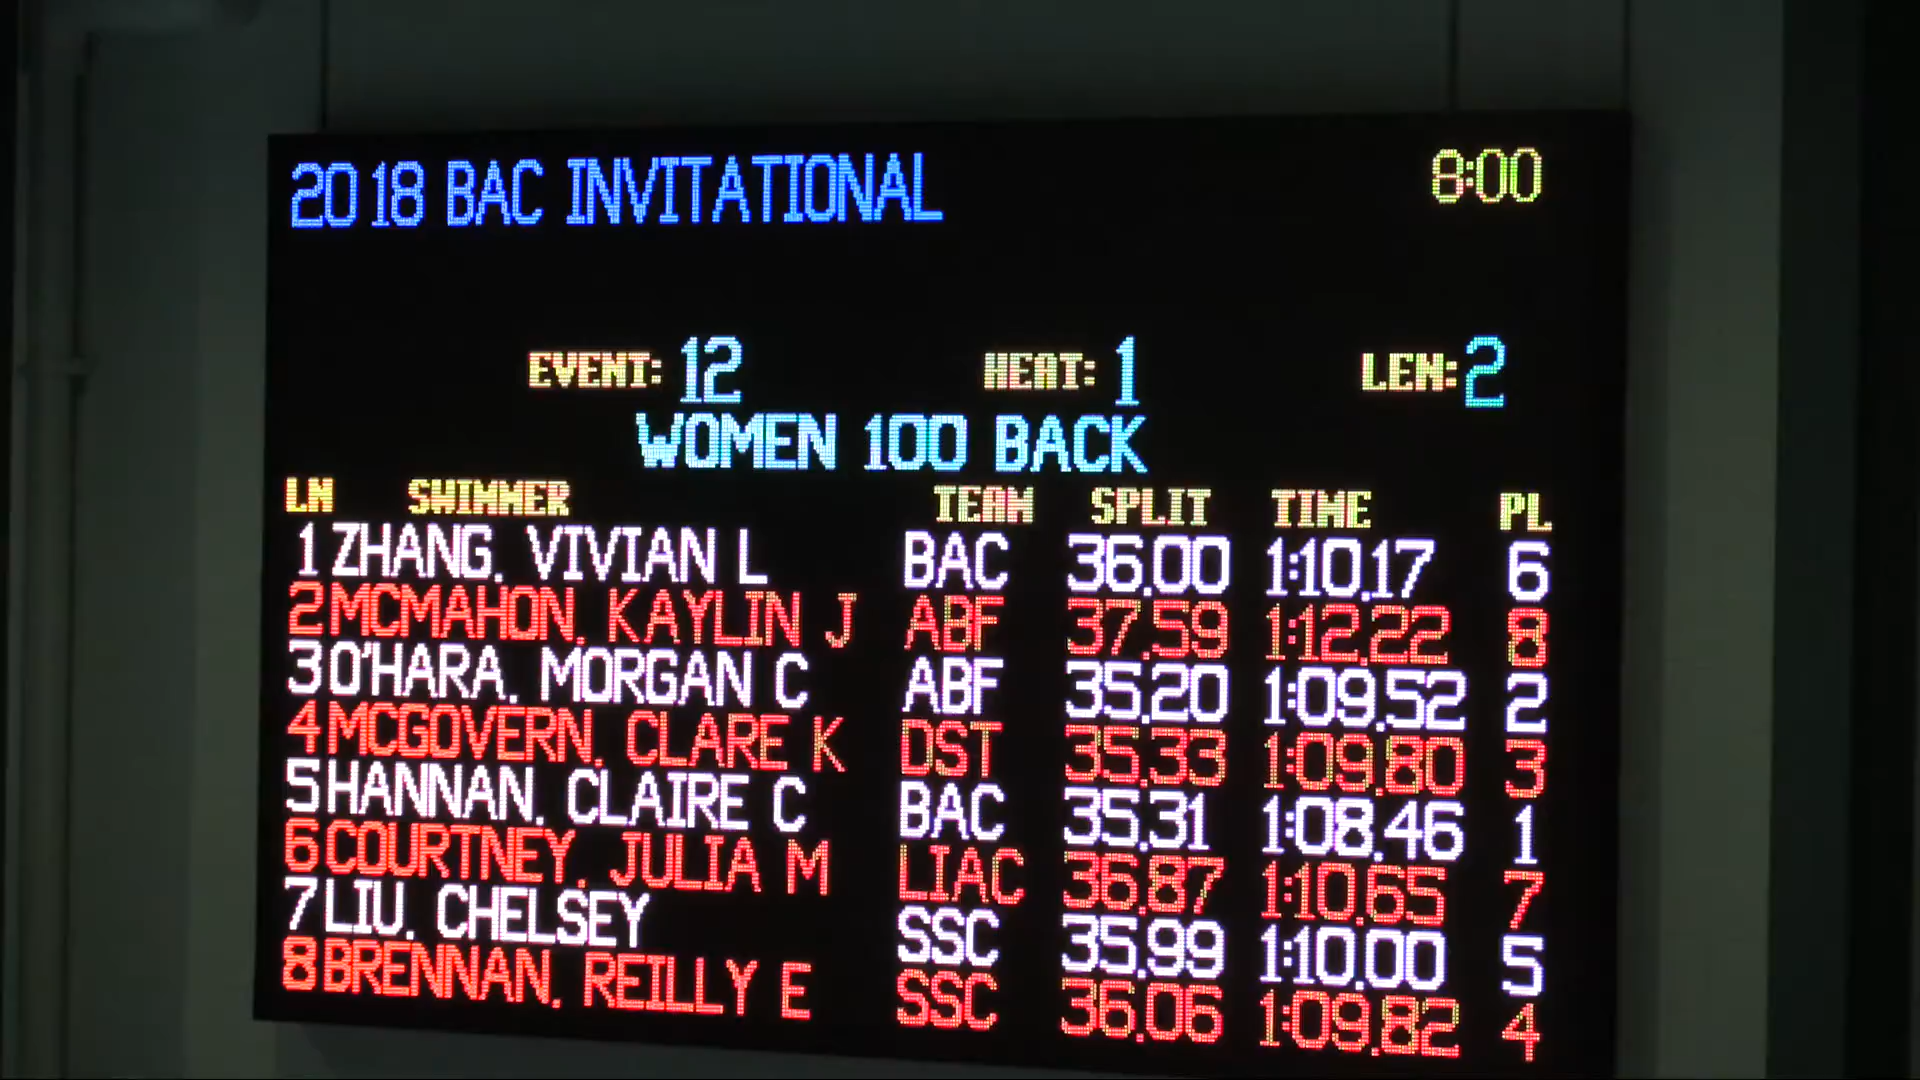 2018 BAC INVITATIONAL 8:00
EVENT: 12 HEAT: 1 LEN: 2
WOMEN 100 BACK
LN SWIMMER TEAM SPLIT TIME PL
1 ZHANG, VIVIAN L BAC 36.00 1:10.17 6
2 MCMAHON, KAYLIN J ABF 37.59 1:12.22 8
3 O'HARA, MORGAN C ABF 35.20 1:09.52 2
4 MCGOVERN, CLARE K DST 35.33 1:09.80 3
5 HANNAN, CLAIRE C BAC 35.31 1:08.46 1
6 COURTNEY, JULIA M LIAC 36.87 1:10.65 7
7 LIU, CHELSEY SSC 35.99 1:10.00 5
8 BRENNAN, REILLY E SSC 36.06 1:09.82 4